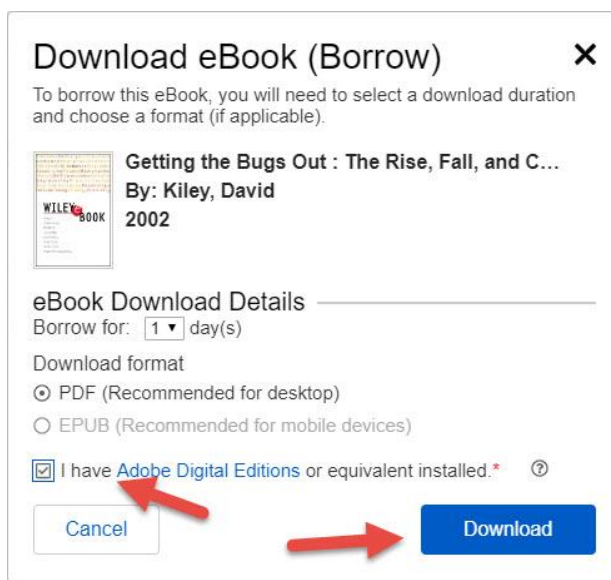 Download eBook (Borrow)
To borrow this eBook, you will need to select a download duration
and choose a format (if applicable).
Getting the Bugs Out : The Rise, Fall, and C...
By: Kiley, David
2002
WILEY e
BOOK
eBook Download Details
Borrow for: 1 day(s)
Download format
PDF (Recommended for desktop)
EPUB (Recommended for mobile devices)
I have Adobe Digital Editions or equivalent installed.*
Cancel
Download